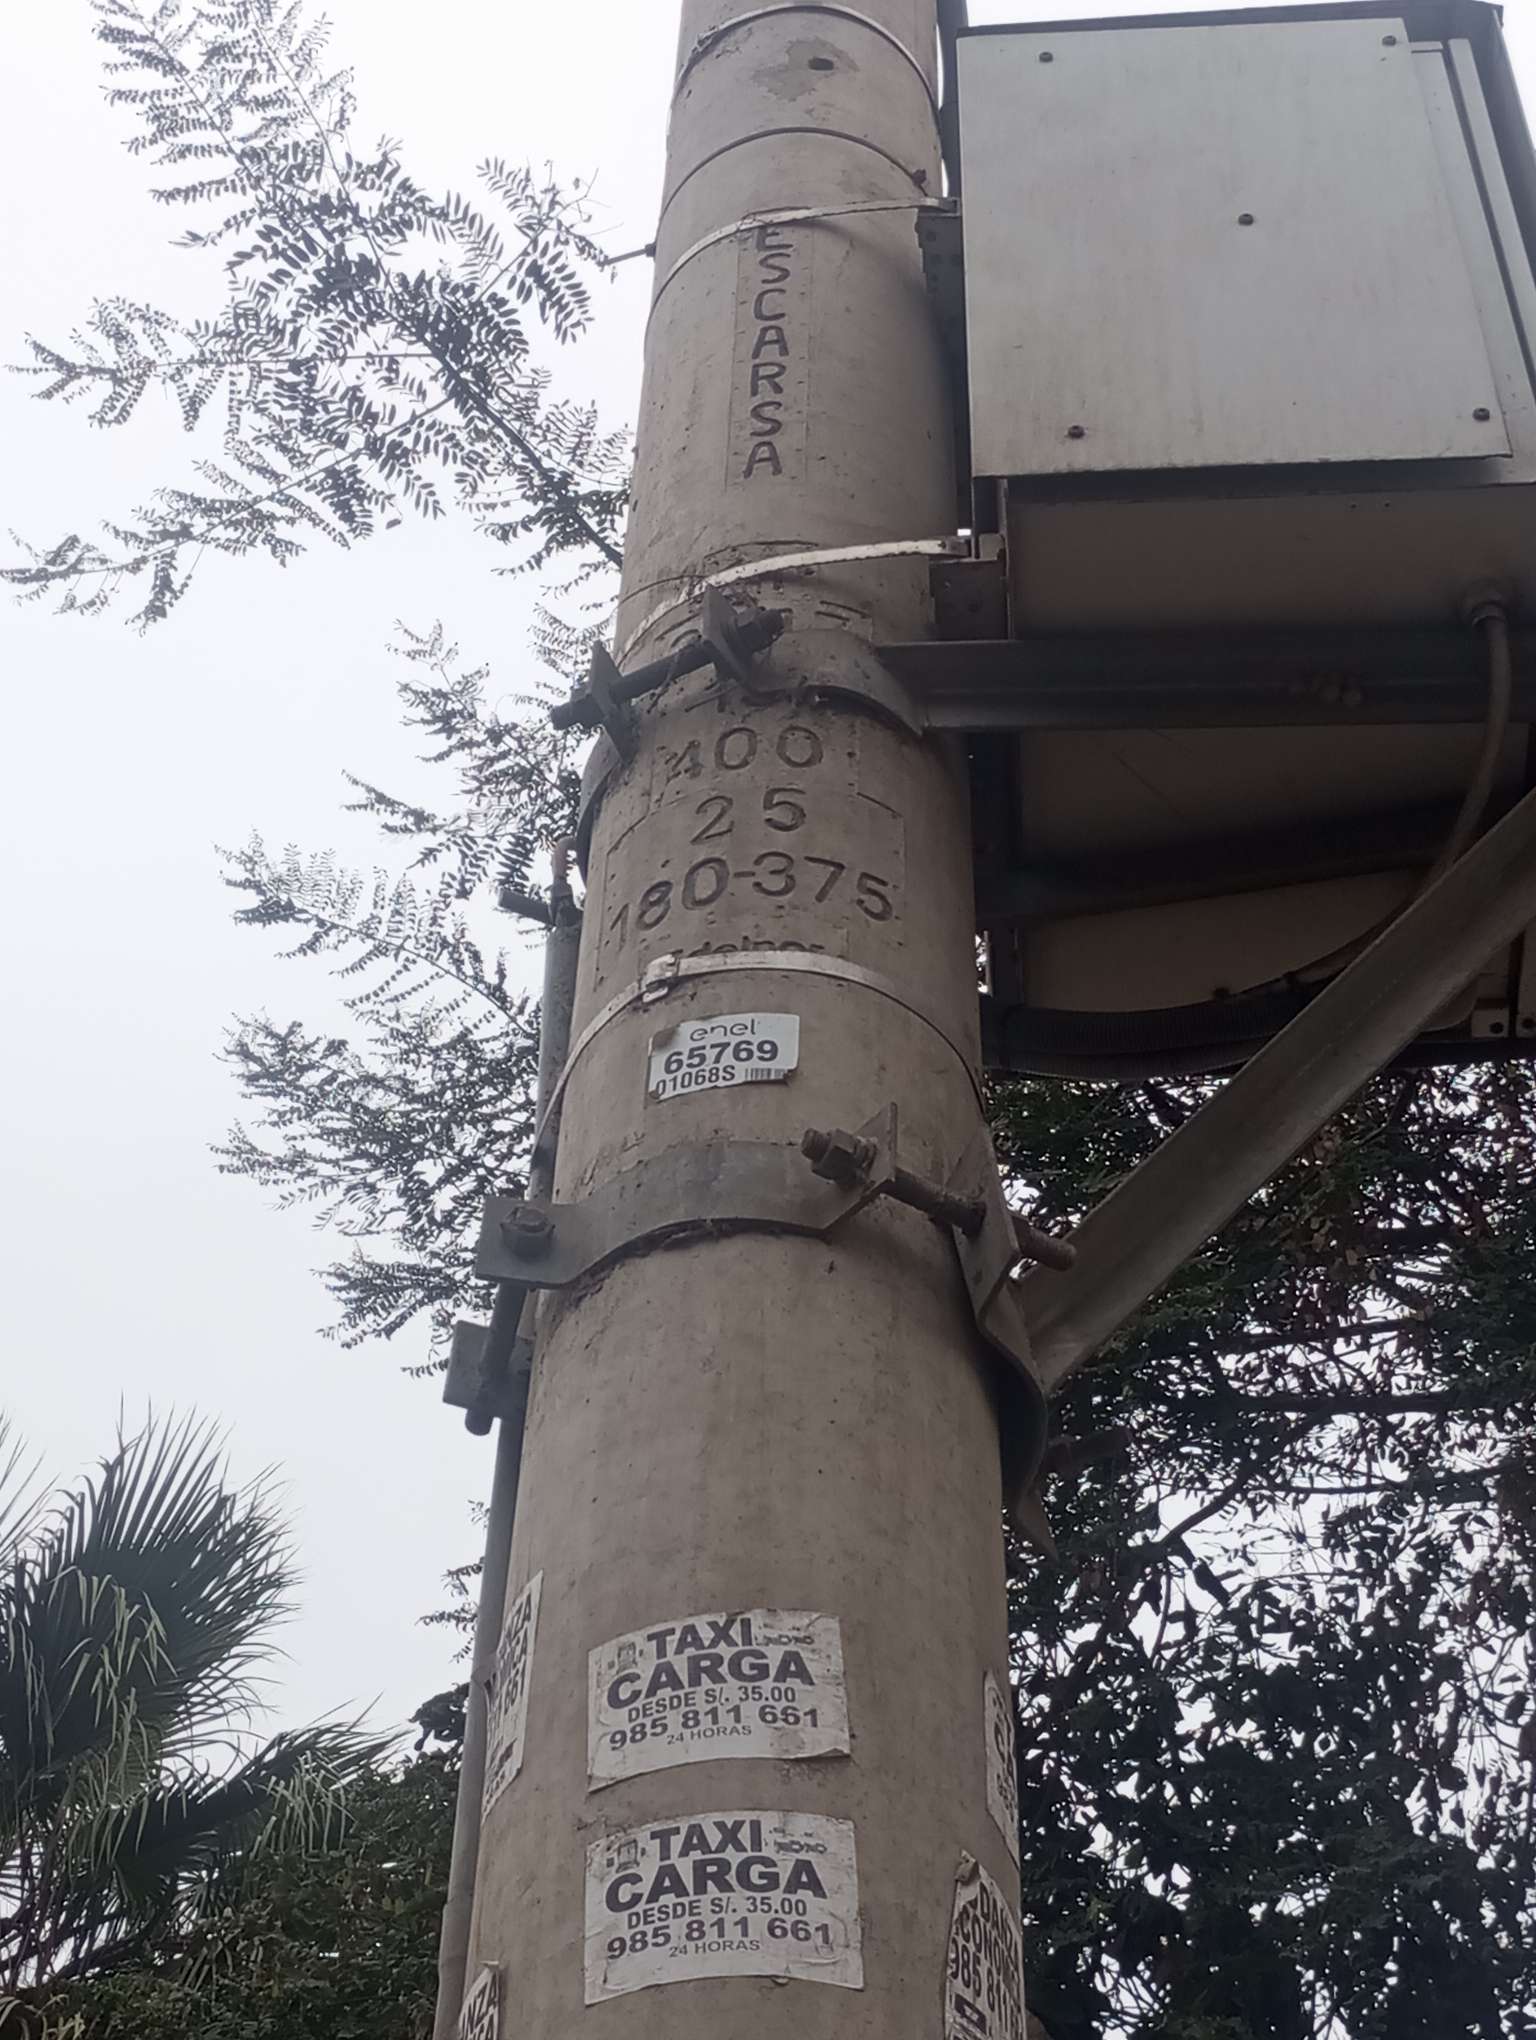 ESCARSA
400
25
180-375
enel
65769
01068S
TAXI
CARGA
DESDE S/. 35.00
985 811 661
24 HORAS
TAXI
CARGA
DESDE S/. 35.00
985 811 661
24 HORAS